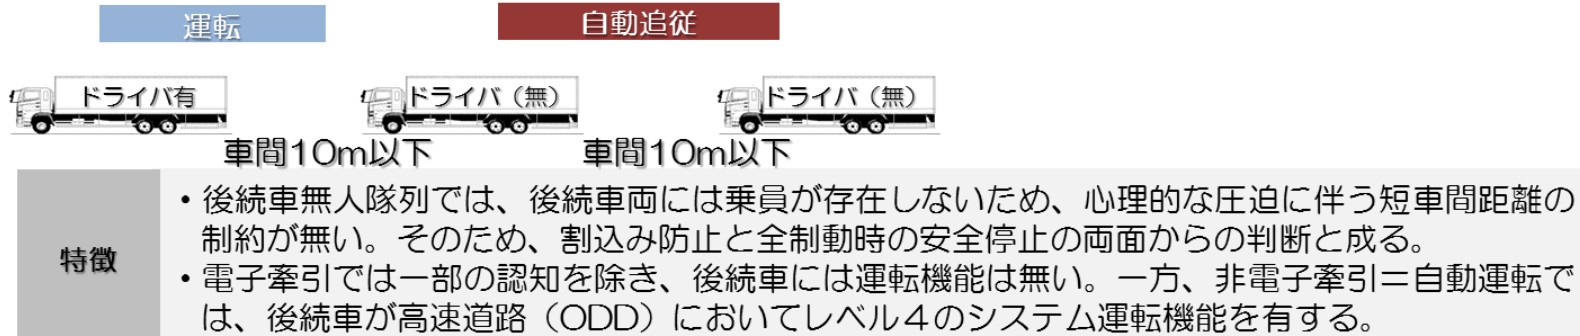 運転 自動追従
ドライバ有 ドライバ（無） ドライバ（無）
車間10m以下 車間10m以下
特徴
・後続車無人隊列では、後続車両には乗員が存在しないため、心理的な圧迫に伴う短車間距離の
制約が無い。そのため、割込み防止と全制動時の安全停止の両面からの判断と成る。
・電子牽引では一部の認知を除き、後続車には運転機能は無い。一方、非電子牽引＝自動運転で
は、後続車が高速道路（ODD）においてレベル4のシステム運転機能を有する。